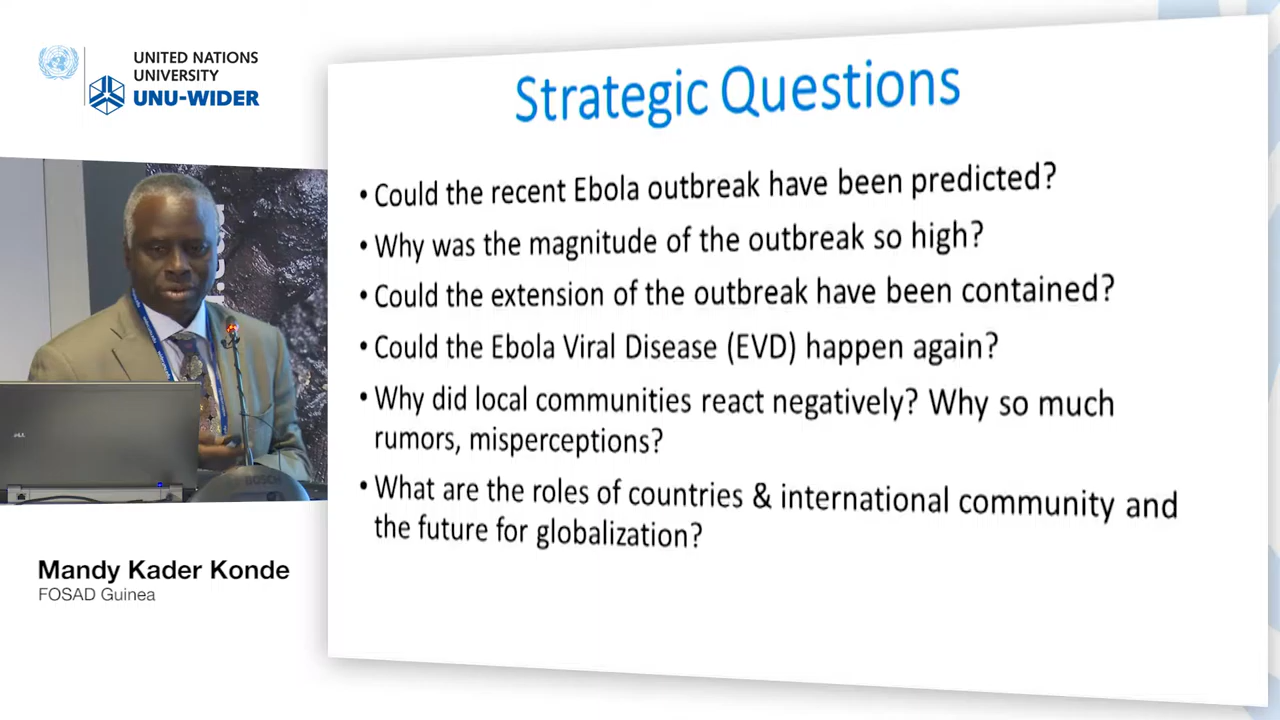 UNITED NATIONS
UNIVERSITY
UNU-WIDER
Strategic Questions
• Could the recent Ebola outbreak have been predicted?
• Why was the magnitude of the outbreak so high?
• Could the extension of the outbreak have been contained?
• Could the Ebola Viral Disease (EVD) happen again?
• Why did local communities react negatively? Why so much
rumors, misperceptions?
• What are the roles of countries & international community and
the future for globalization?
DELL
BOSCH
Mandy Kader Konde
FOSAD Guinea